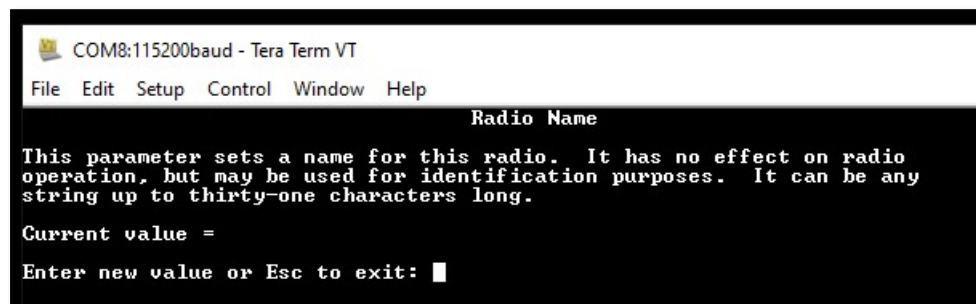 COM8:115200baud - Tera Term VT
File Edit Setup Control Window Help
Radio Name
This parameter sets a name for this radio. It has no effect on radio
operation, but may be used for identification purposes. It can be any
string up to thirty-one characters long.
Current value =
Enter new value or Esc to exit: